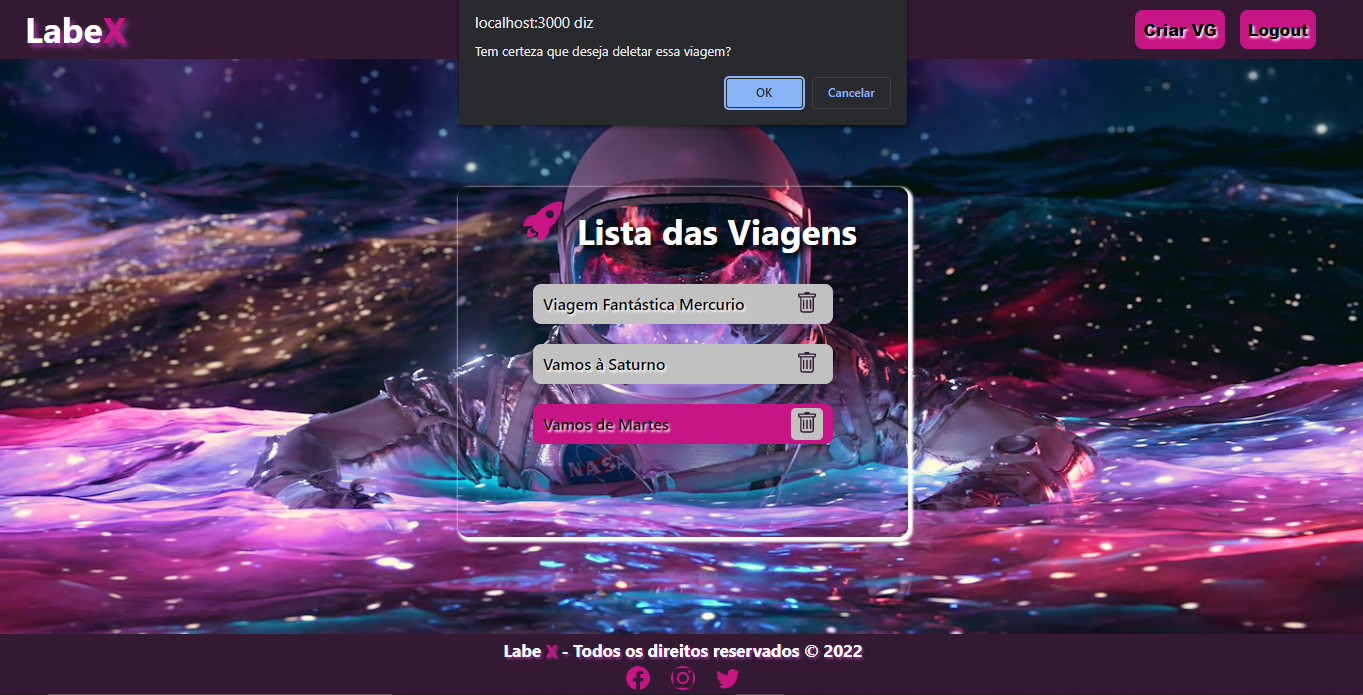 LabeX
localhost:3000 diz
Tem certeza que deseja deletar essa viagem?
OK
Cancelar
Criar VG
Logout
Lista das Viagens
Viagem Fantástica Mercurio
Vamos à Saturno
Vamos de Martes
NASA
Labe X - Todos os direitos reservados © 2022